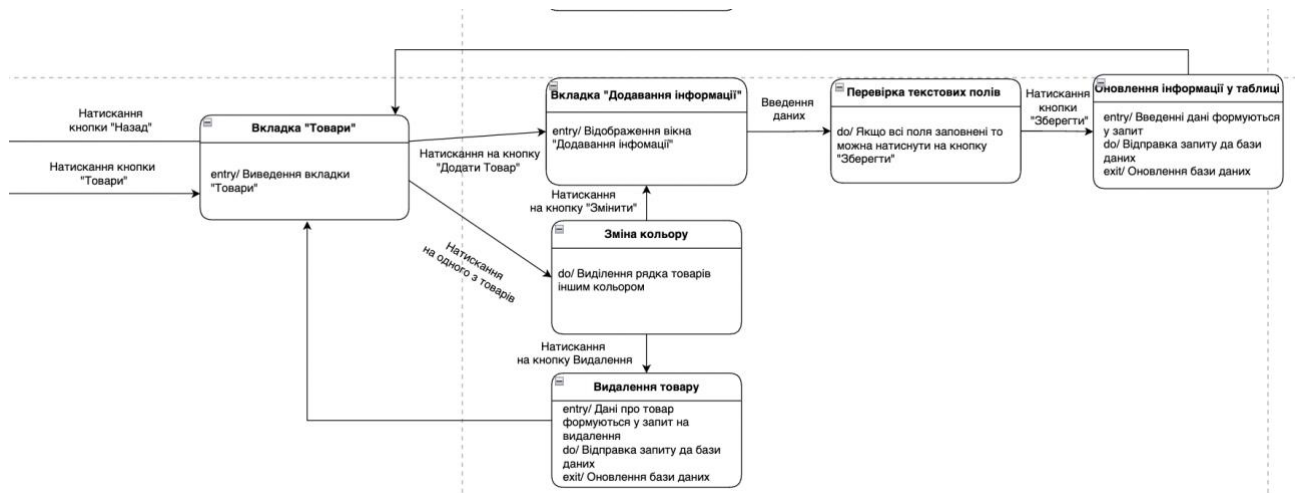 Натискання
кнопки "Назад"
Натискання кнопки
"Товари"
Вкладка "Товари"
entry/ Виведення вкладки
"Товари"
Натискання на кнопку
"Додати Товар"
Натискання
на одного з товарів
Вкладка "Додавання інформації"
entry/ Відображення вікна
"Додавання інфомації"
Введення
даних
Перевірка текстових полів
do/ Якщо всі поля заповнені то
можна натиснути на кнопку
"Зберегти"
Натискання
кнопки
"Зберегти"
Оновлення інформації у таблиці
entry/ Введенні дані формуються
у запит
do/ Відправка запиту да бази
даних
exit/ Оновлення бази даних
Натискання
на кнопку "Змінити"
Зміна кольору
do/ Виділення рядка товарів
іншим кольором
Натискання
на кнопку Видалення
Видалення товару
entry/ Дані про товар
формуються у запит на
видалення
do/ Відправка запиту да бази
даних
exit/ Оновлення бази даних